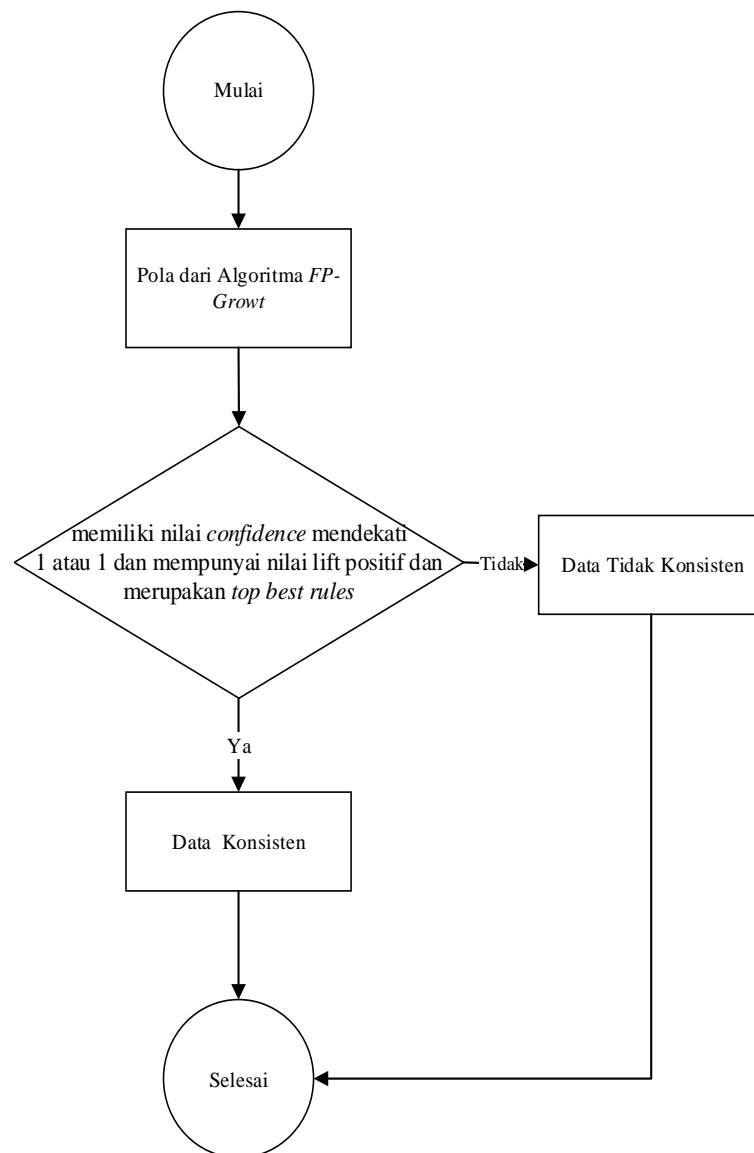 Mulai
Pola dari Algoritma FP-
Growt
memiliki nilai confidence mendekati
1 atau 1 dan mempunyai nilai lift positif dan
merupakan top best rules
Tidak
Data Tidak Konsisten
Ya
Data Konsisten
Selesai